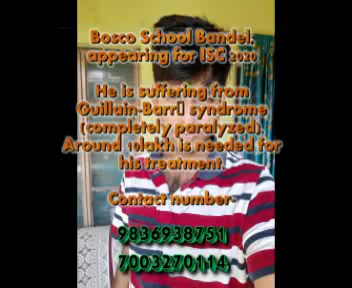 Bosco School Bandel,
appearing for ISC 2020
He is suffering from
Guillain-Barr▯ syndrome
(completely paralyzed).
Around 10lakh is needed for
his treatment.
Contact number-
9836938751
7003270114